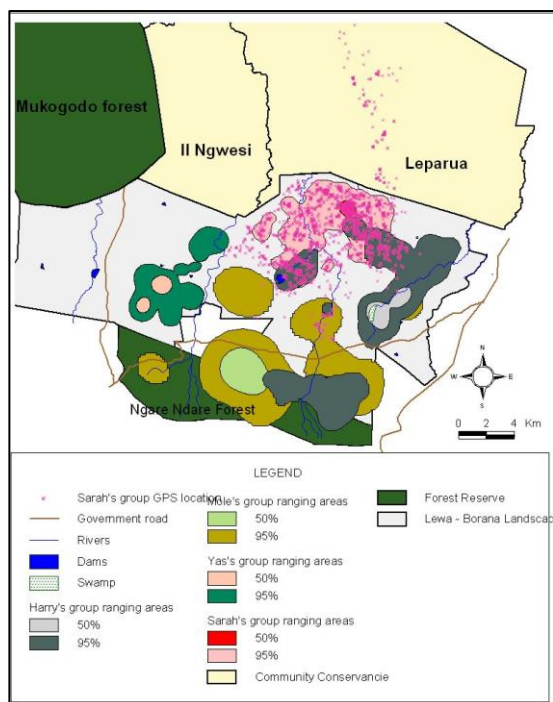 Mukogodo forest
Il Ngwesi
Leparua
Ngare Ndare Forest
N
W E
S
0 2 4 Km
LEGEND
Sarah's group GPS location
Government road
Rivers
Dams
Swamp
Harry's group ranging areas
50%
95%
Mole's group ranging areas
50%
95%
Yas's group ranging areas
50%
95%
Sarah's group ranging areas
50%
95%
Community Conservancie
Forest Reserve
Lewa - Borana Landscap